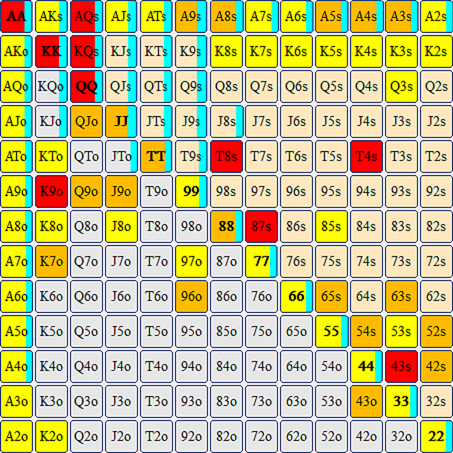 AA AKs AQs AJs ATs A9s A8s A7s A6s A5s A4s A3s A2s
AKo KK KQs KJs KTs K9s K8s K7s K6s K5s K4s K3s K2s
AQo KQo QQ QJs QTs Q9s Q8s Q7s Q6s Q5s Q4s Q3s Q2s
AJo KJo QJo JJ JTs J9s J8s J7s J6s J5s J4s J3s J2s
ATo KTo QTo JTo TT T9s T8s T7s T6s T5s T4s T3s T2s
A9o K9o Q9o J9o T9o 99 98s 97s 96s 95s 94s 93s 92s
A8o K8o Q8o J8o T8o 98o 88 87s 86s 85s 84s 83s 82s
A7o K7o Q7o J7o T7o 97o 87o 77 76s 75s 74s 73s 72s
A6o K6o Q6o J6o T6o 96o 86o 76o 66 65s 64s 63s 62s
A5o K5o Q5o J5o T5o 95o 85o 75o 65o 55 54s 53s 52s
A4o K4o Q4o J4o T4o 94o 84o 74o 64o 54o 44 43s 42s
A3o K3o Q3o J3o T3o 93o 83o 73o 63o 53o 43o 33 32s
A2o K2o Q2o J2o T2o 92o 82o 72o 62o 52o 42o 32o 22